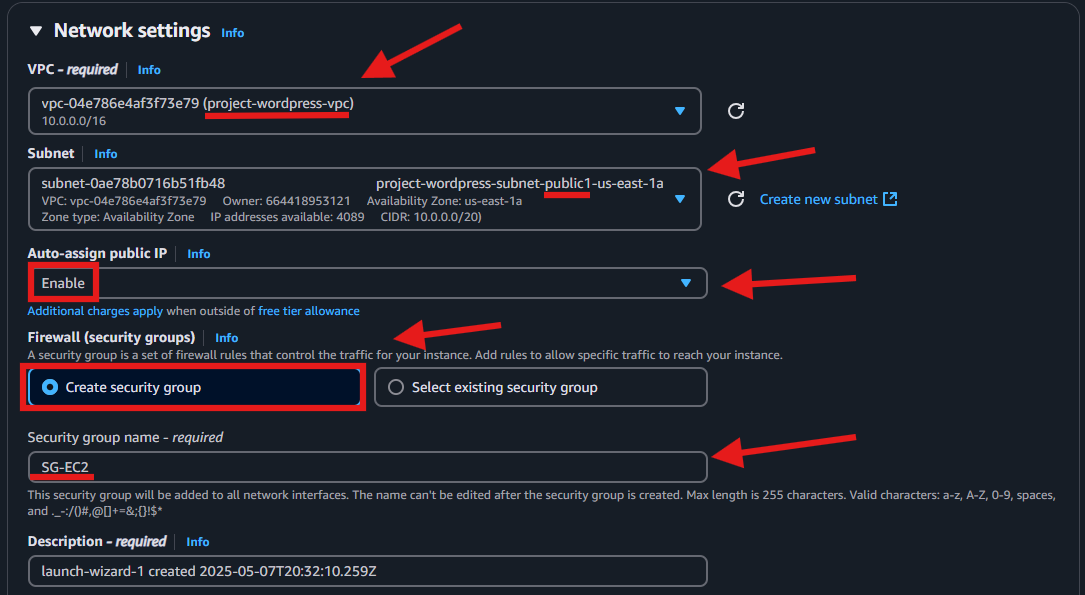 Network settings Info
VPC - required Info
vpc-04e786e4af3f73e79 (project-wordpress-vpc)
10.0.0.0/16
Subnet Info
subnet-0ae78b0716b51fb48 project-wordpress-subnet-public1-us-east-1a
VPC: vpc-04e786e4af3f73e79 Owner: 664418953121 Availability Zone: us-east-1a
Zone type: Availability Zone IP addresses available: 4089 CIDR: 10.0.0.0/20)
Create new subnet
Auto-assign public IP Info
Enable
Additional charges apply when outside of free tier allowance
Firewall (security groups) Info
A security group is a set of firewall rules that control the traffic for your instance. Add rules to allow specific traffic to reach your instance.
Create security group Select existing security group
Security group name - required
SG-EC2
This security group will be added to all network interfaces. The name can't be edited after the security group is created. Max length is 255 characters. Valid characters: a-z, A-Z, 0-9, spaces,
and ._-:/()#,@[]+=&;{}!$*
Description - required Info
launch-wizard-1 created 2025-05-07T20:32:10.259Z